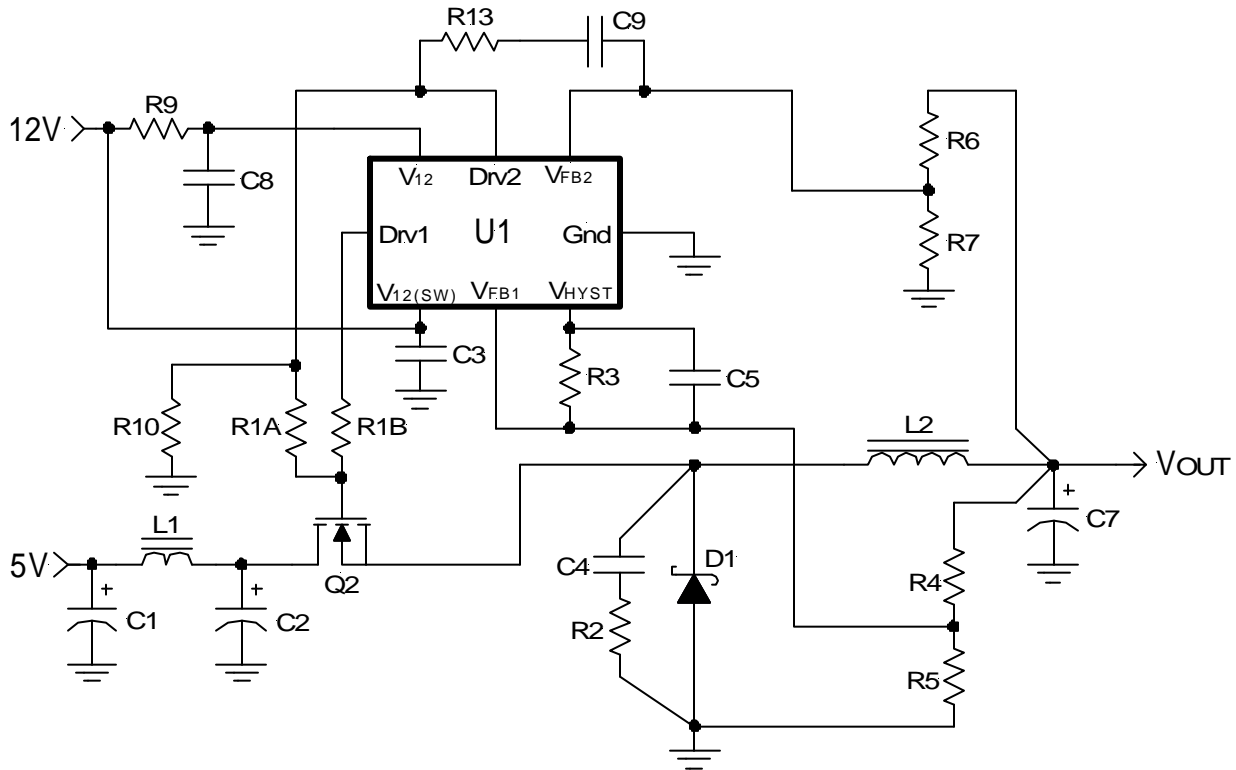 R13
C9
R9
12V
R6
C8
V12
Drv2
VFB2
Drv1
U1
Gnd
R7
V12(SW)
VFB1
VHYST
C3
R3
C5
R10
R1A
R1B
L2
VOUT
L1
C7
5V
Q2
C4
D1
R4
C1
C2
R2
R5
+
+
+